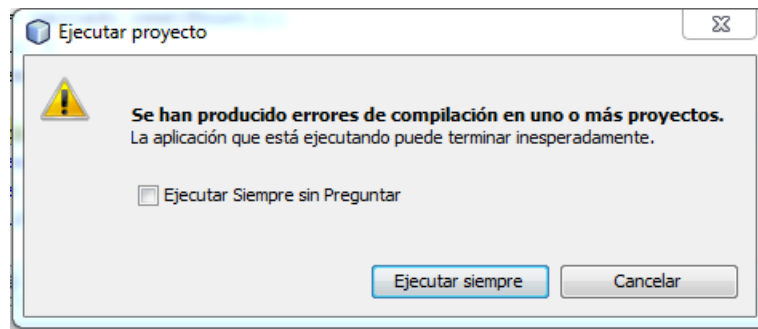 Ejecutar proyecto
Se han producido errores de compilación en uno o más proyectos.
La aplicación que está ejecutando puede terminar inesperadamente.
Ejecutar Siempre sin Preguntar
Ejecutar siempre
Cancelar